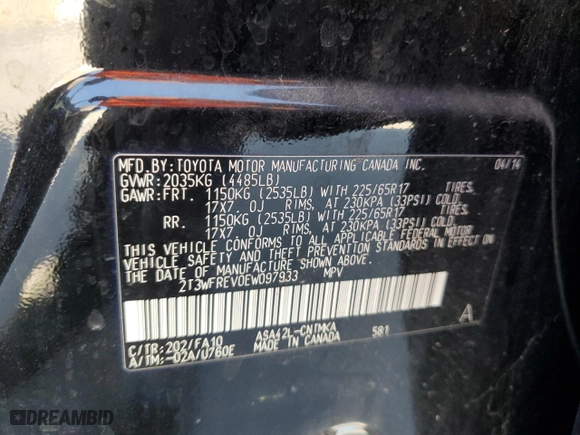 MFD.BY:TOYOTA MOTOR MANUFACTURING CANADA INC. 04/14
GVWR:2035KG (4485LB)
GAWR:FRT. 1150KG (2535LB) WITH 225/65R17 TIRES,
17X7 0J RIMS, AT 230KPA (33PSI) COLD.
RR. 1150KG (2535LB) WITH 225/65R17 TIRES,
17X7 0J RIMS, AT 230KPA (33PSI) COLD.
THIS VEHICLE CONFORMS TO ALL APPLICABLE FEDERAL MOTOR
VEHICLE SAFETY AND THEFT PREVENTION STANDARDS IN EFFECT ON
THE DATE OF MANUFACTURE SHOWN ABOVE.
2T3WFREV0EW097933 MPV
C/TR:202/FA10 ASA42L-CNTMKA 581
A/TM:-02A/U760E MADE IN CANADA A
DREAMBID